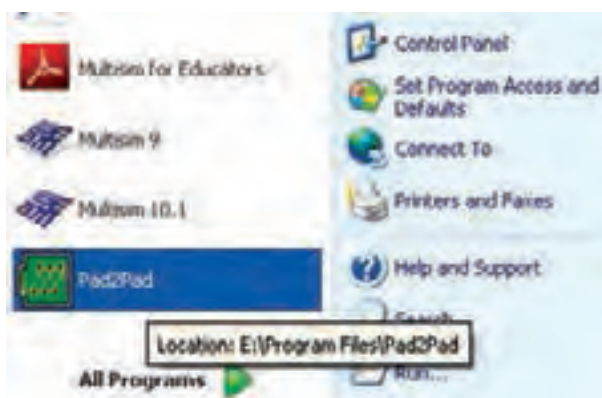 Multisim for Educators
Multisim 9
Multisim 10.1
Pad2Pad
Location: E:\Program Files\Pad2Pad
All Programs
Control Panel
Set Program Access and
Defaults
Connect To
Printers and Faxes
Help and Support
Search
Run...